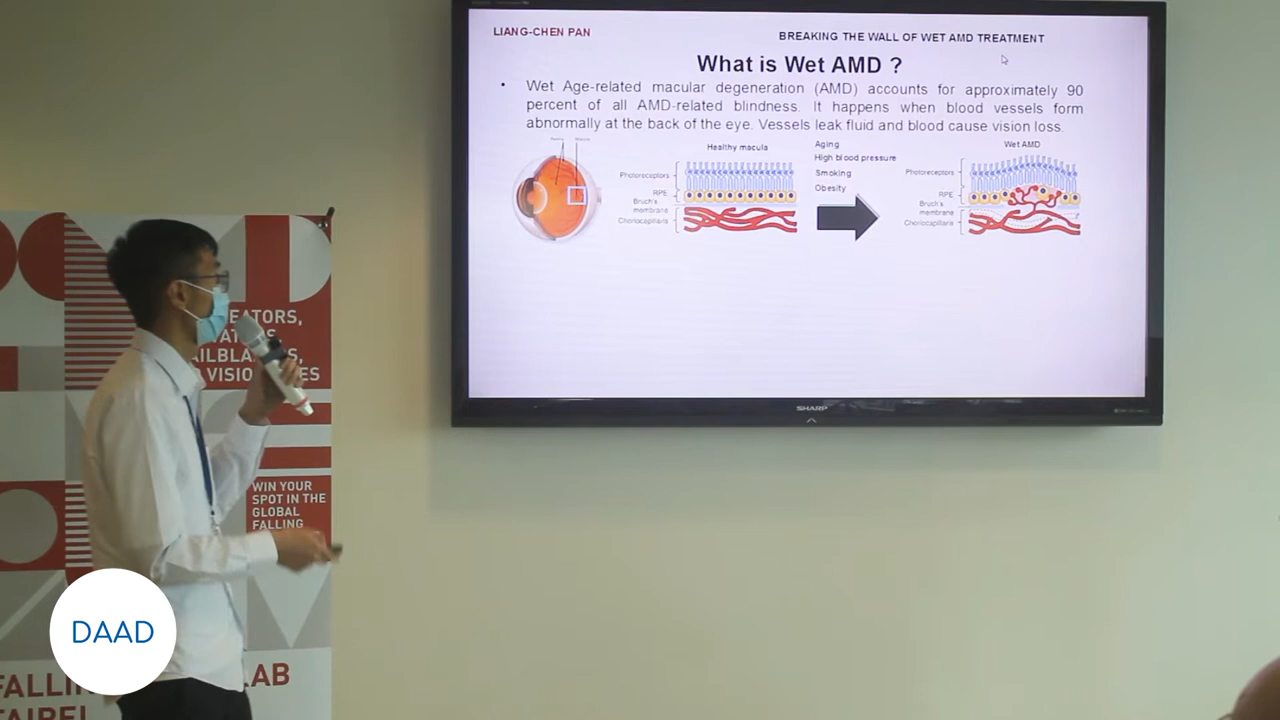 LIANG-CHEN PAN
BREAKING THE WALL OF WET AMD TREATMENT
What is Wet AMD ?
• Wet Age-related macular degeneration (AMD) accounts for approximately 90
percent of all AMD-related blindness. It happens when blood vessels form
abnormally at the back of the eye. Vessels leak fluid and blood cause vision loss.
Healthy macula
Photoreceptors
RPE
Bruch's
membrane
Choriocapillaris
Aging
High blood pressure
Smoking
Obesity
Wet AMD
Photoreceptors
RPE
Bruch's
membrane
Choriocapillaris
SHARP
EATORS,
WIN YOUR
SPOT IN THE
GLOBAL
FALLING
DAAD
FALLIN
LAB
TAIPEI